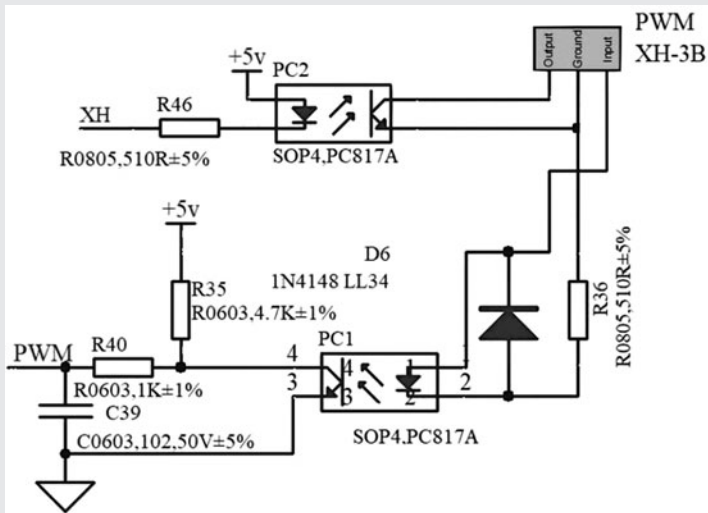 PWM
XH-3B
Output
Ground
Input
+5v
PC2
XH
R46
R0805,510R±5%
SOP4,PC817A
+5v
D6
1N4148 LL34
R35
R0603,4.7K±1%
R36
R0805,510R±5%
PC1
PWM
R40
R0603,1K±1%
4
3
4
3
1
2
1
2
C39
C0603,102,50V±5%
SOP4.PC817A